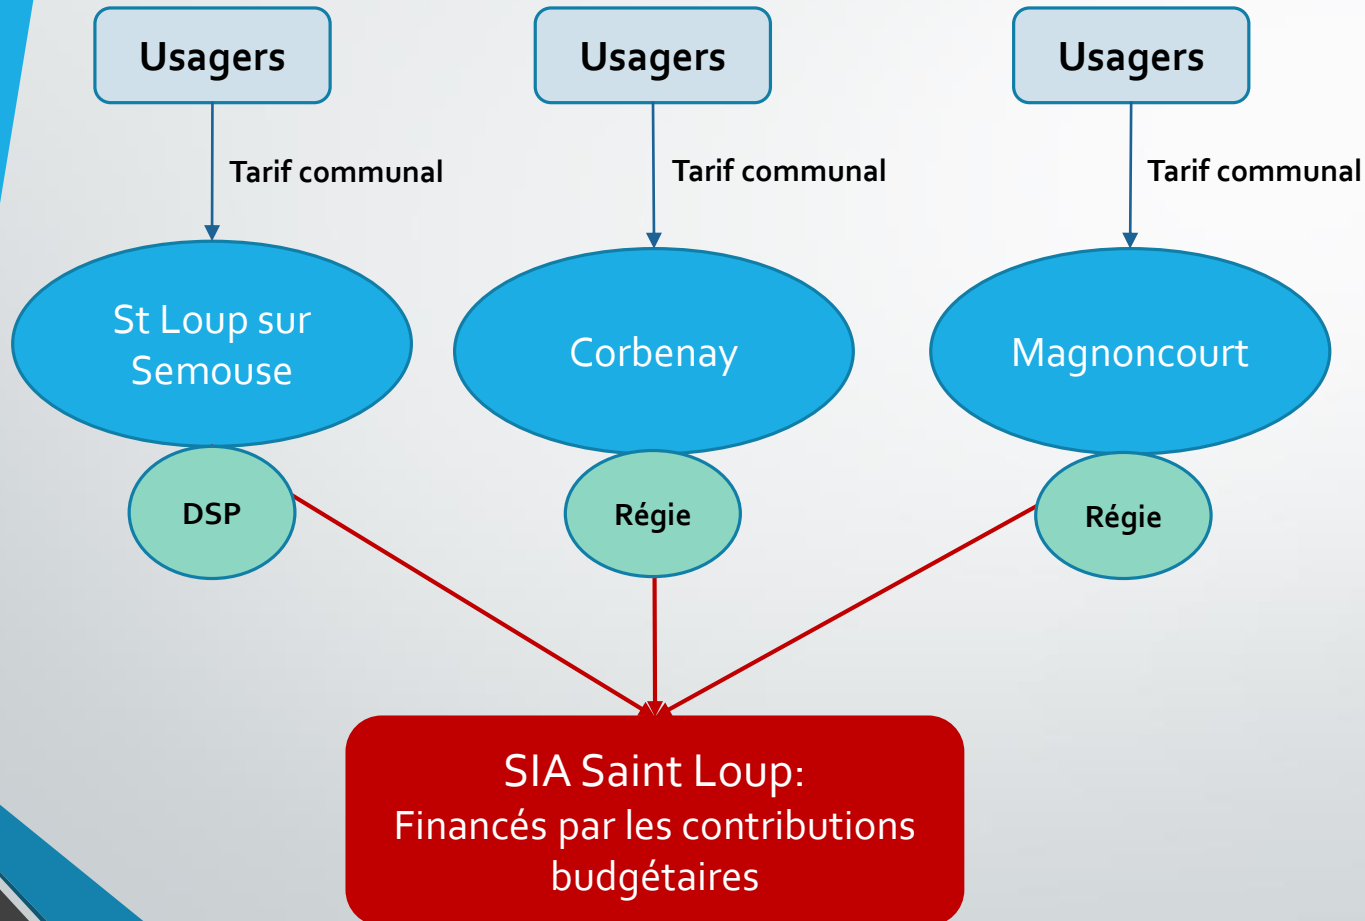 Usagers
Usagers
Usagers
Tarif communal
Tarif communal
Tarif communal
St Loup sur
Semouse
Corbenay
Magnoncourt
DSP
Régie
Régie
SIA Saint Loup:
Financés par les contributions
budgétaires